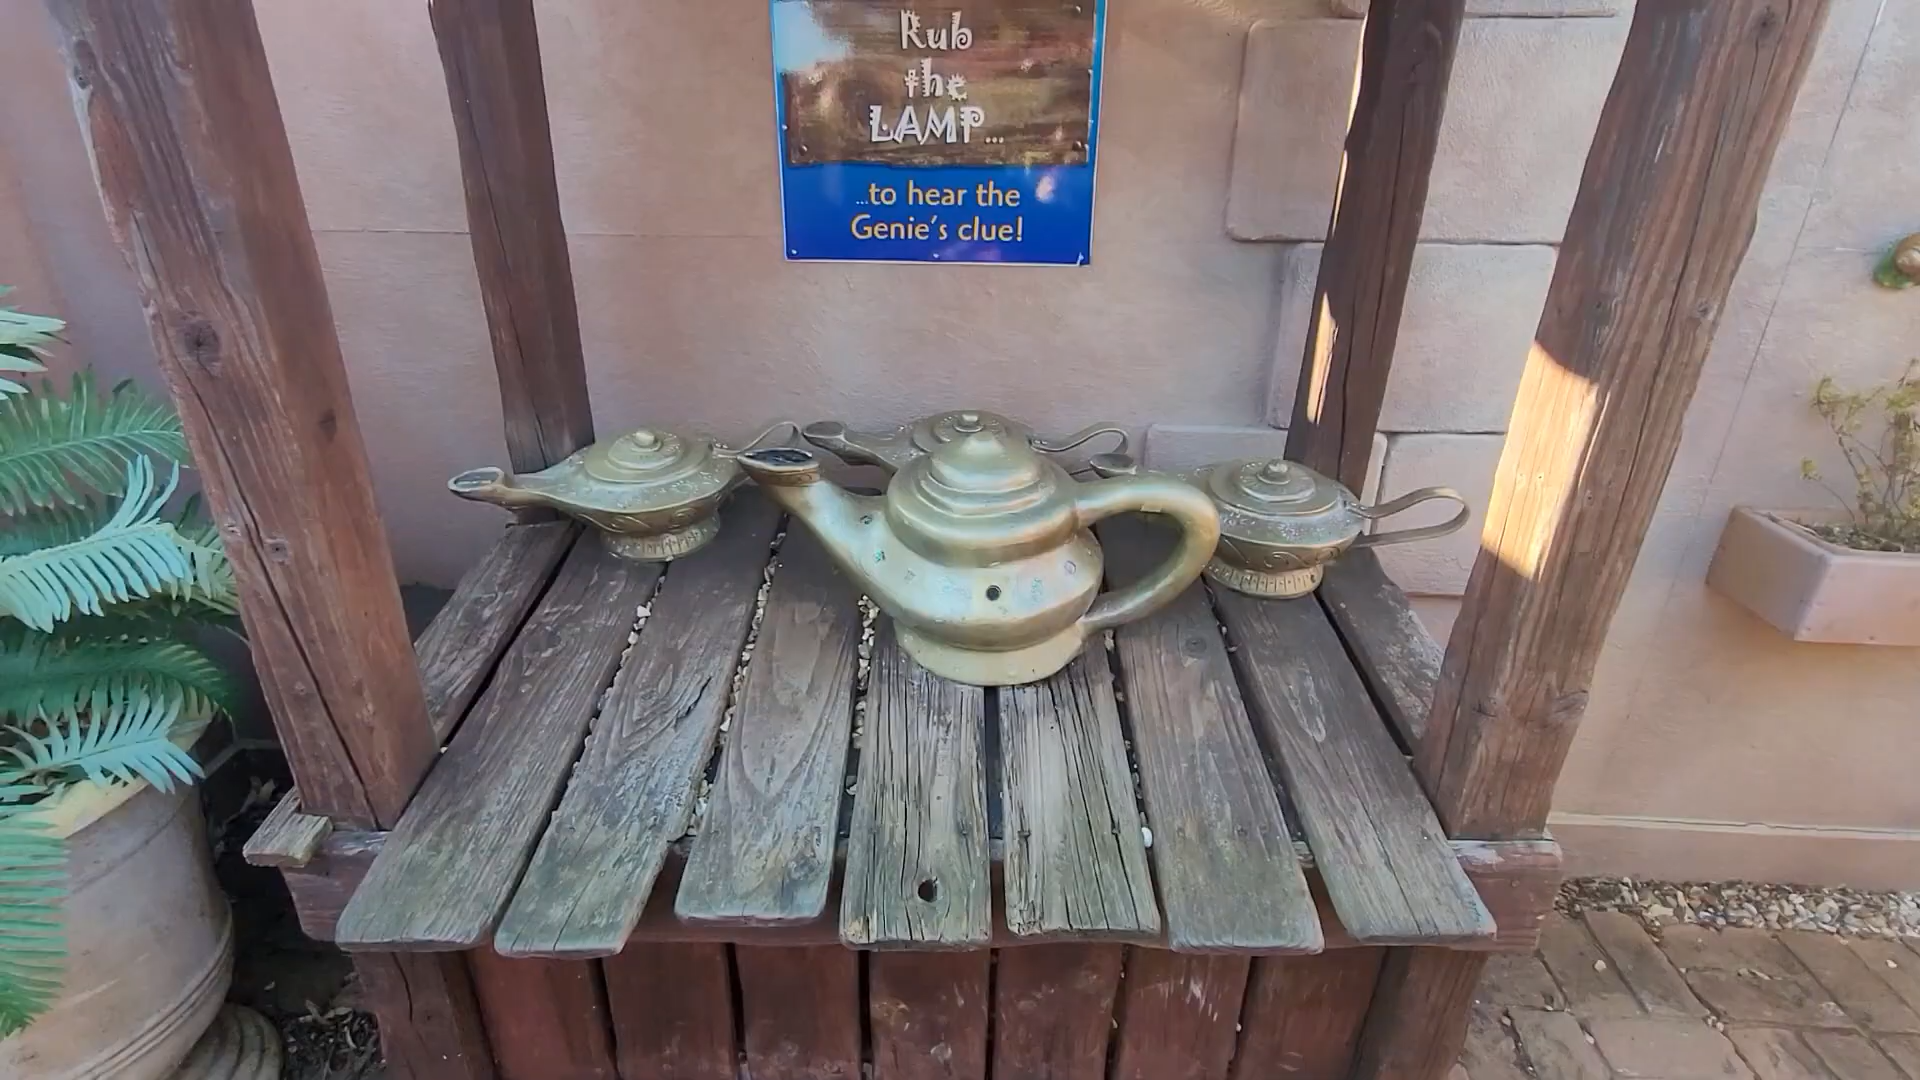 Rub
the
LAMP...
...to hear the
Genie's clue!